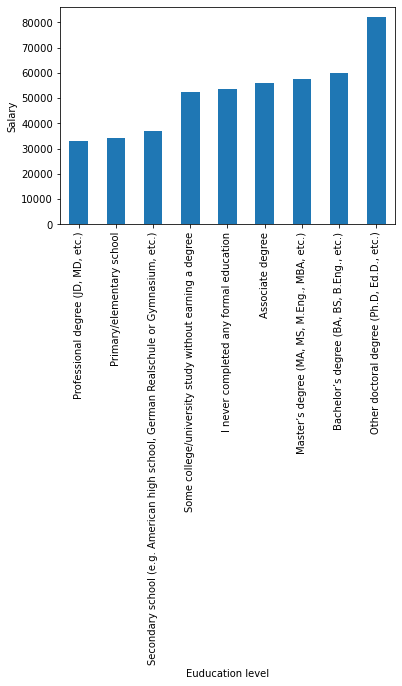 80000
70000
60000
50000
40000
30000
20000
10000
0
Salary
Professional degree (JD, MD, etc.)
Primary/elementary school
Secondary school (e.g. American high school, German Realschule or Gymnasium, etc.)
Some college/university study without earning a degree
I never completed any formal education
Associate degree
Master's degree (MA, MS, M.Eng., MBA, etc.)
Bachelor's degree (BA, BS, B.Eng., etc.)
Other doctoral degree (Ph.D, Ed.D., etc.)
Euducation level